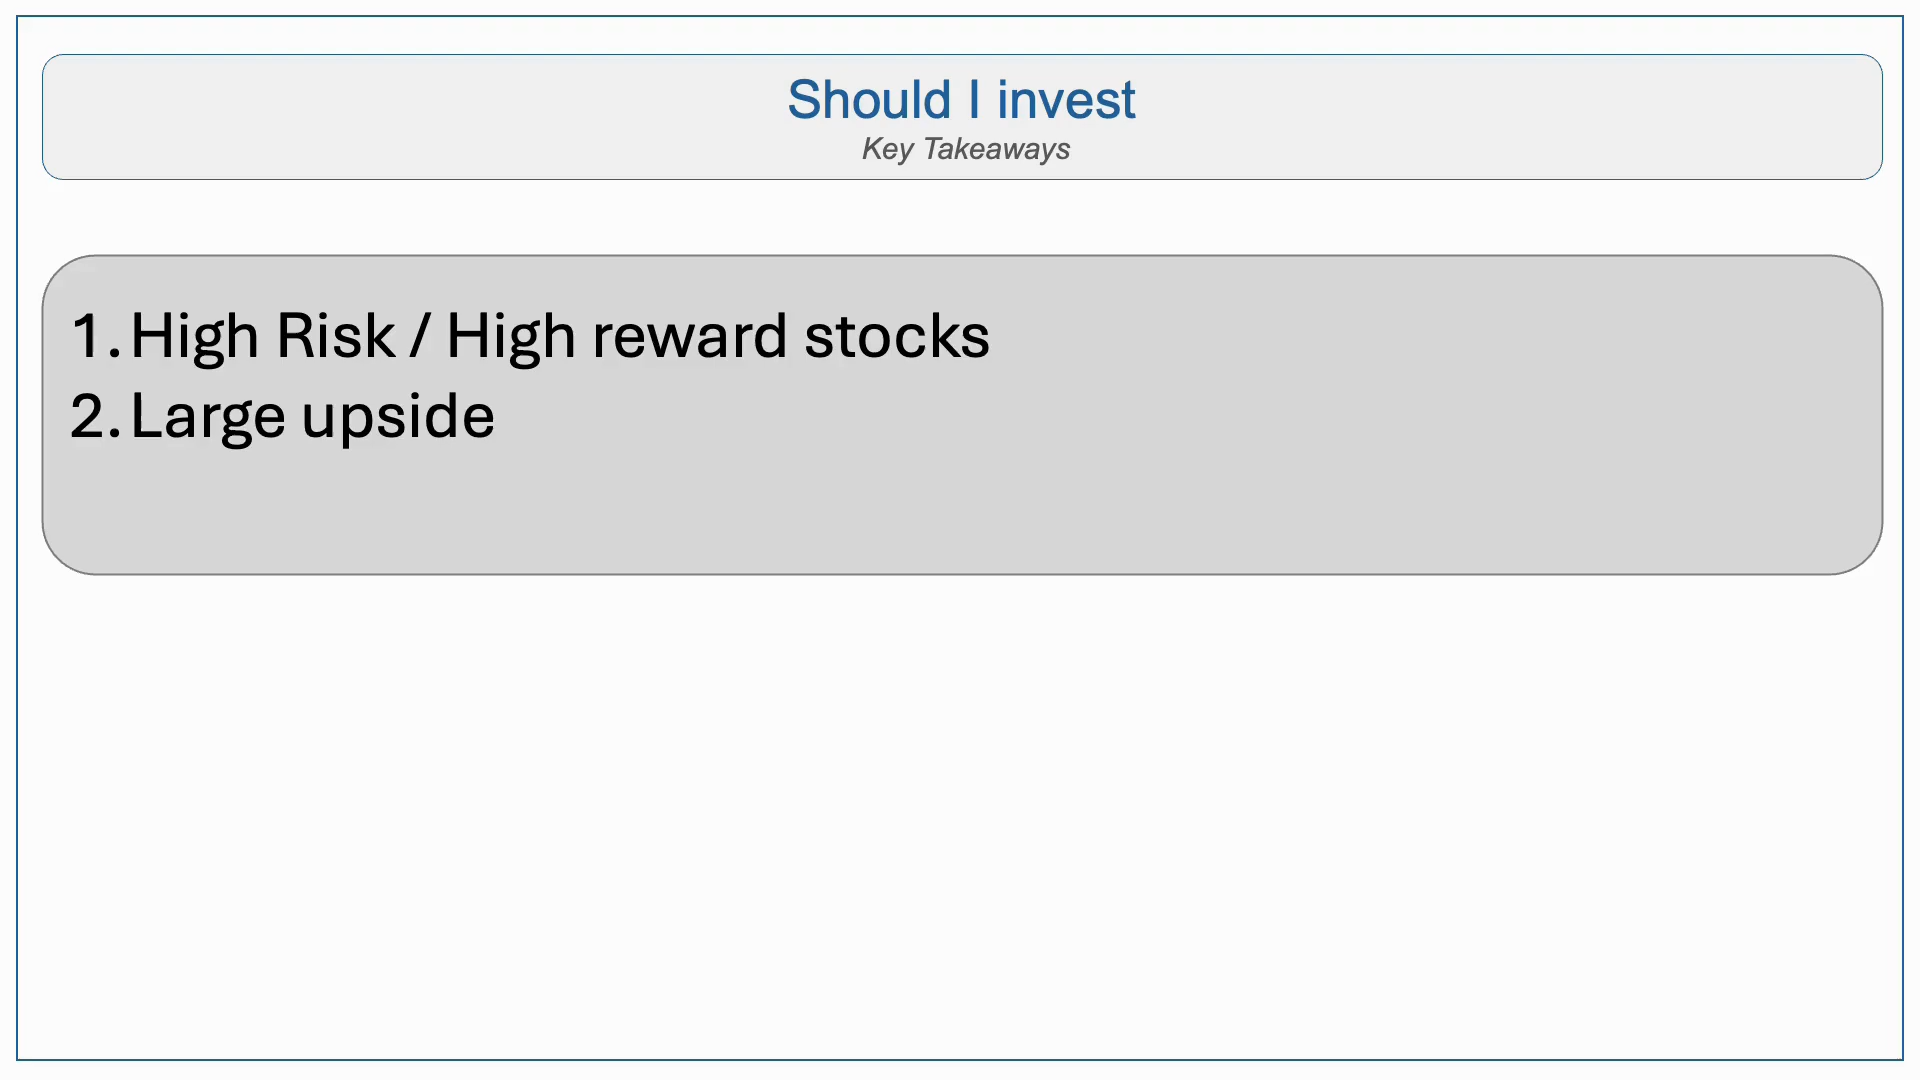 Should I invest
Key Takeaways
1. High Risk / High reward stocks
2. Large upside